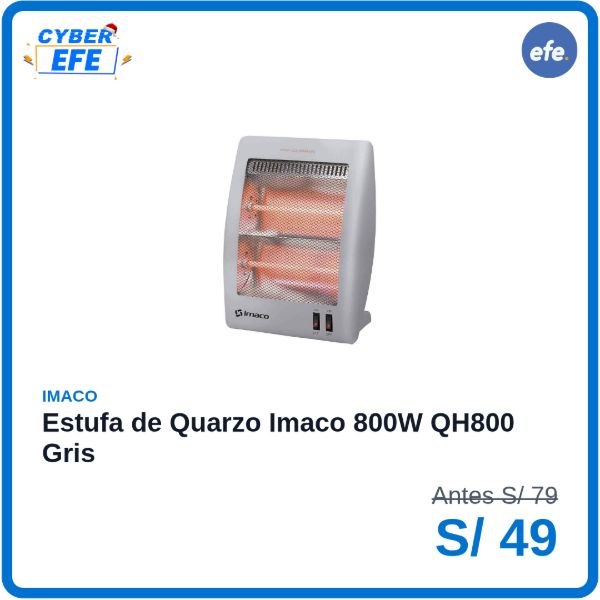 CYBER
EFE
efe.
imaco
IMACO
Estufa de Quarzo Imaco 800W QH800
Gris
Antes S/ 79
S/ 49